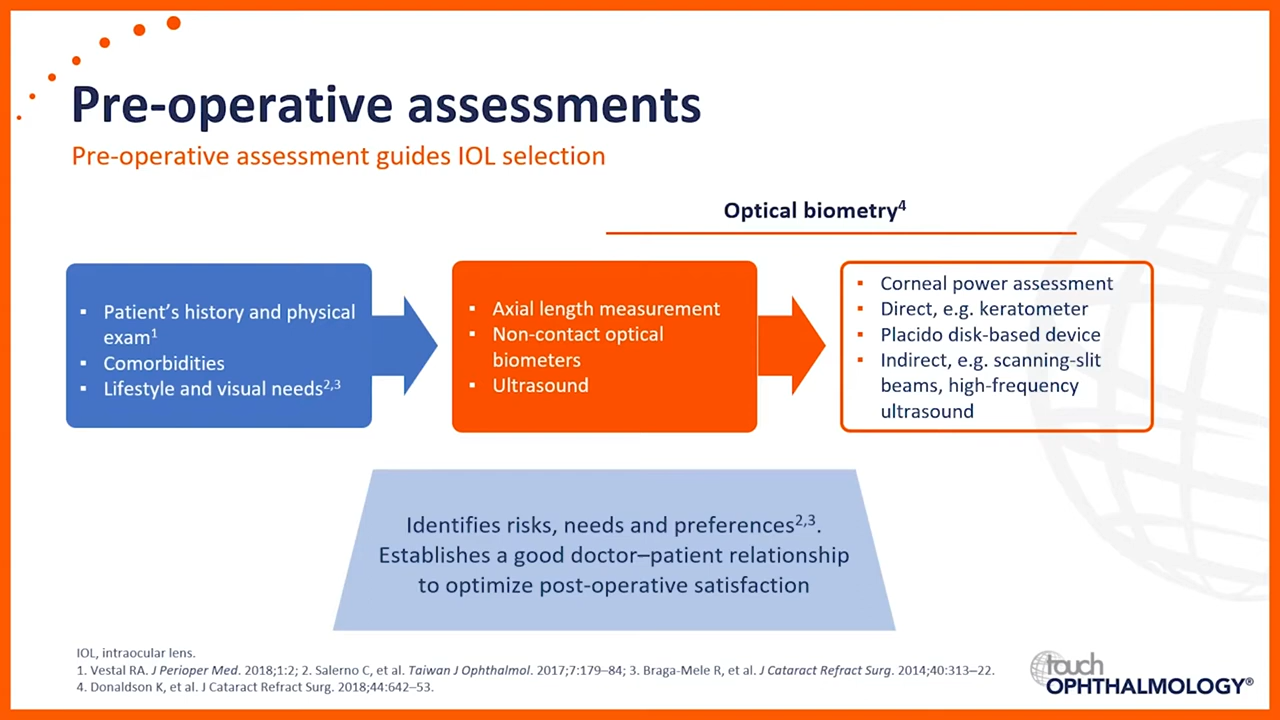 Pre-operative assessments
Pre-operative assessment guides IOL selection
Optical biometry⁴
▪ Patient’s history and physical
exam¹
▪ Comorbidities
▪ Lifestyle and visual needs²,³
▪ Axial length measurement
▪ Non-contact optical
biometers
▪ Ultrasound
▪ Corneal power assessment
▪ Direct, e.g. keratometer
▪ Placido disk-based device
▪ Indirect, e.g. scanning-slit
beams, high-frequency
ultrasound
Identifies risks, needs and preferences²,³.
Establishes a good doctor–patient relationship
to optimize post-operative satisfaction
IOL, intraocular lens.
1. Vestal RA. J Perioper Med. 2018;1:2; 2. Salerno C, et al. Taiwan J Ophthalmol. 2017;7:179–84; 3. Braga-Mele R, et al. J Cataract Refract Surg. 2014;40:313–22.
4. Donaldson K, et al. J Cataract Refract Surg. 2018;44:642–53.
touch
OPHTHALMOLOGY®